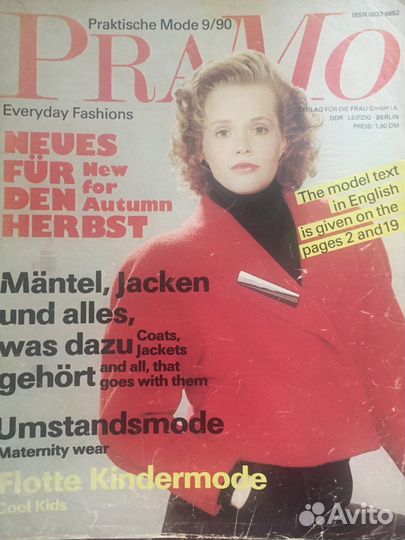 Praktische Mode 9/90
PRAMO
Everyday Fashions
VERLAG FÜR DIE FRAU GmbH i.A.
DDR · LEIPZIG · BERLIN
PREIS: 1,90 DM
NEUES
FÜR New
DEN for
HERBST Autumn
The model text
in English
is given on the
pages 2 and 19
Mäntel, Jacken
und alles,
was dazu Coats,
gehört Jackets
and all, that
goes with them
Umstandsmode
Maternity wear
Flotte Kindermode
Cool Kids
Avito